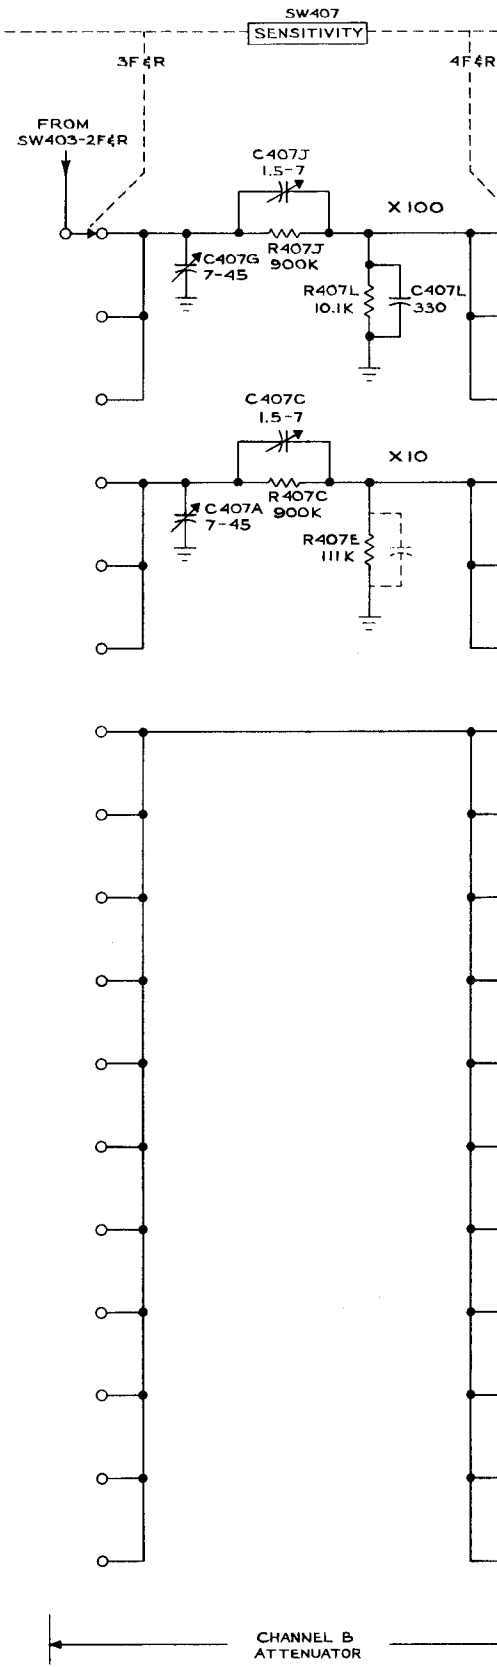 SW407
SENSITIVITY
3F&R
4F&R
FROM
SW403-2F&R
C407J
1.5-7
X100
R407J
900K
C407G
7-45
R407L
10.1K
C407L
330
C407C
1.5-7
X10
R407C
900K
C407A
7-45
R407E
111K
CHANNEL B
ATTENUATOR